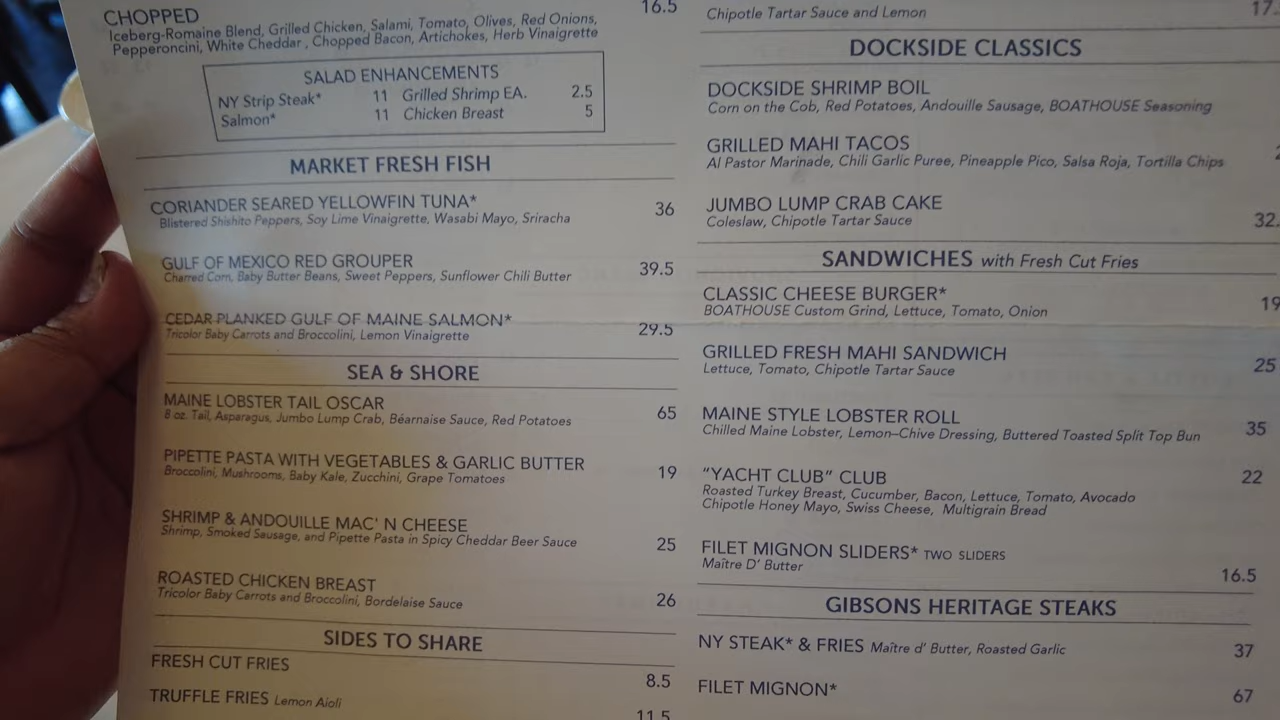 CHOPPED 16.5
Iceberg-Romaine Blend, Grilled Chicken, Salami, Tomato, Olives, Red Onions,
Pepperoncini, White Cheddar , Chopped Bacon, Artichokes, Herb Vinaigrette
SALAD ENHANCEMENTS
NY Strip Steak* 11 Grilled Shrimp EA. 2.5
Salmon* 11 Chicken Breast 5
MARKET FRESH FISH
CORIANDER SEARED YELLOWFIN TUNA* 36
Blistered Shishito Peppers, Soy Lime Vinaigrette, Wasabi Mayo, Sriracha
GULF OF MEXICO RED GROUPER 39.5
Charred Corn, Baby Butter Beans, Sweet Peppers, Sunflower Chili Butter
CEDAR PLANKED GULF OF MAINE SALMON* 29.5
Tricolor Baby Carrots and Broccolini, Lemon Vinaigrette
SEA & SHORE
MAINE LOBSTER TAIL OSCAR 65
8 oz. Tail, Asparagus, Jumbo Lump Crab, Béarnaise Sauce, Red Potatoes
PIPETTE PASTA WITH VEGETABLES & GARLIC BUTTER 19
Broccolini, Mushrooms, Baby Kale, Zucchini, Grape Tomatoes
SHRIMP & ANDOUILLE MAC' N CHEESE 25
Shrimp, Smoked Sausage, and Pipette Pasta in Spicy Cheddar Beer Sauce
ROASTED CHICKEN BREAST 26
Tricolor Baby Carrots and Broccolini, Bordelaise Sauce
SIDES TO SHARE
FRESH CUT FRIES 8.5
TRUFFLE FRIES Lemon Aioli 11.5
Chipotle Tartar Sauce and Lemon 17.
DOCKSIDE CLASSICS
DOCKSIDE SHRIMP BOIL
Corn on the Cob, Red Potatoes, Andouille Sausage, BOATHOUSE Seasoning
GRILLED MAHI TACOS
Al Pastor Marinade, Chili Garlic Puree, Pineapple Pico, Salsa Roja, Tortilla Chips
JUMBO LUMP CRAB CAKE 32.
Coleslaw, Chipotle Tartar Sauce
SANDWICHES with Fresh Cut Fries
CLASSIC CHEESE BURGER* 19
BOATHOUSE Custom Grind, Lettuce, Tomato, Onion
GRILLED FRESH MAHI SANDWICH 25
Lettuce, Tomato, Chipotle Tartar Sauce
MAINE STYLE LOBSTER ROLL 35
Chilled Maine Lobster, Lemon–Chive Dressing, Buttered Toasted Split Top Bun
“YACHT CLUB” CLUB 22
Roasted Turkey Breast, Cucumber, Bacon, Lettuce, Tomato, Avocado
Chipotle Honey Mayo, Swiss Cheese, Multigrain Bread
FILET MIGNON SLIDERS* TWO SLIDERS 16.5
Maître D’ Butter
GIBSONS HERITAGE STEAKS
NY STEAK* & FRIES Maître d’ Butter, Roasted Garlic 37
FILET MIGNON* 67